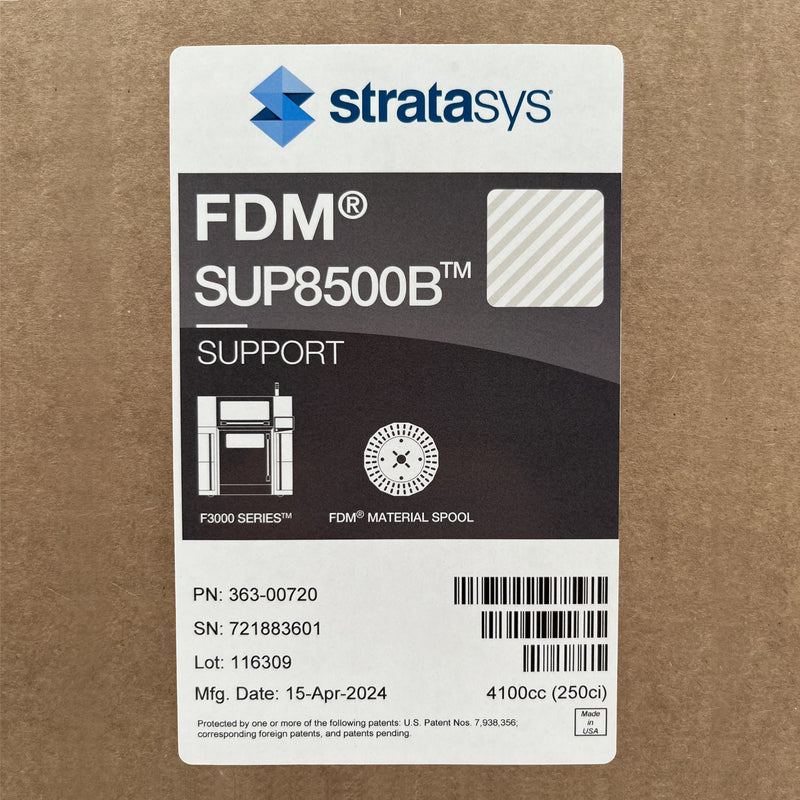 stratasys
FDM®
SUP8500B™
SUPPORT
F3000 SERIES™
FDM® MATERIAL SPOOL
PN: 363-00720
SN: 721883601
Lot: 116309
Mfg. Date: 15-Apr-2024
4100cc (250ci)
Protected by one or more of the following patents: U.S. Patent Nos. 7,938,356;
corresponding foreign patents, and patents pending.
Made
in
USA